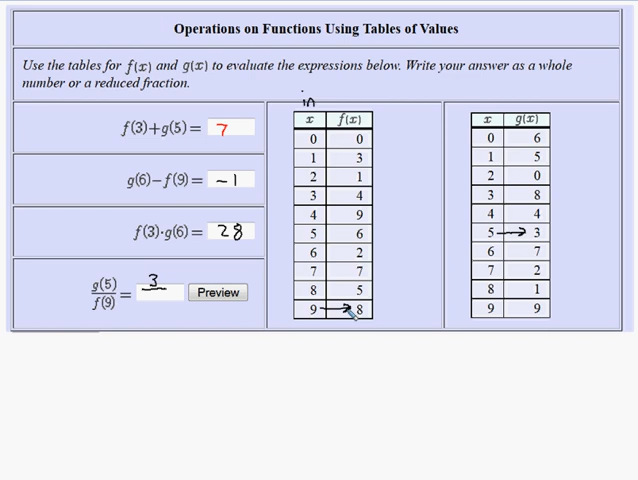 Operations on Functions Using Tables of Values
Use the tables for f(x) and g(x) to evaluate the expressions below. Write your answer as a whole
number or a reduced fraction.
f(3)+g(5)= 7
g(6)−f(9)= −1
f(3)·g(6)= 28
g(5)/f(9) = 3
Preview
in
x f(x)
0 0
1 3
2 1
3 4
4 9
5 6
6 2
7 7
8 5
9 8
x g(x)
0 6
1 5
2 0
3 8
4 4
5 3
6 7
7 2
8 1
9 9